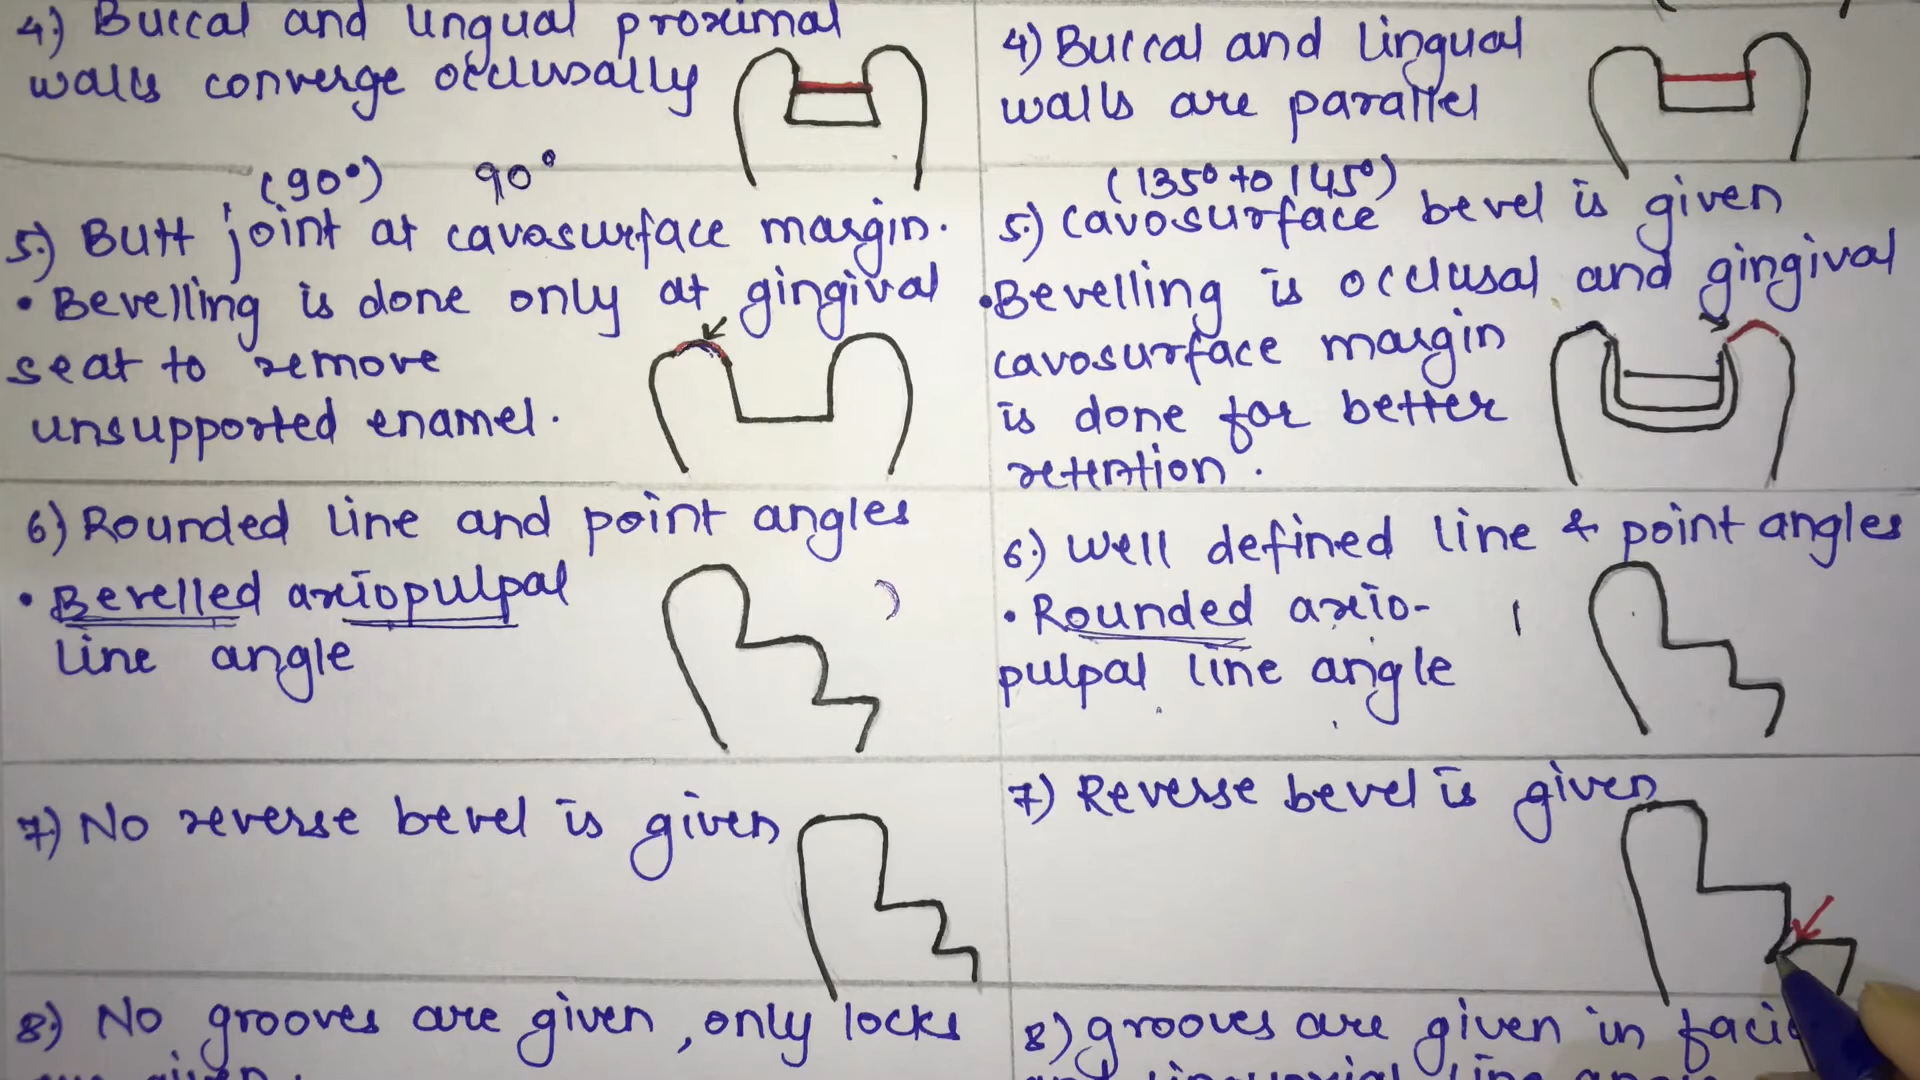 4.) Buccal and lingual proximal
walls converge occlusally
(90°) 90°
5.) Butt joint at cavosurface margin.
• Bevelling is done only at gingival
seat to remove
unsupported enamel.
6) Rounded line and point angles
• Bevelled axiopulpal
line angle
7.) No reverse bevel is given
8.) No grooves are given, only locks
are given.
4) Buccal and lingual
walls are parallel
(135° to 145°)
5.) Cavosurface bevel is given
• Bevelling is occlusal and gingival
cavosurface margin
is done for better
retention.
6.) Well defined line & point angles
• Rounded axio-
pulpal line angle
7.) Reverse bevel is given
8.) grooves are given in
and line